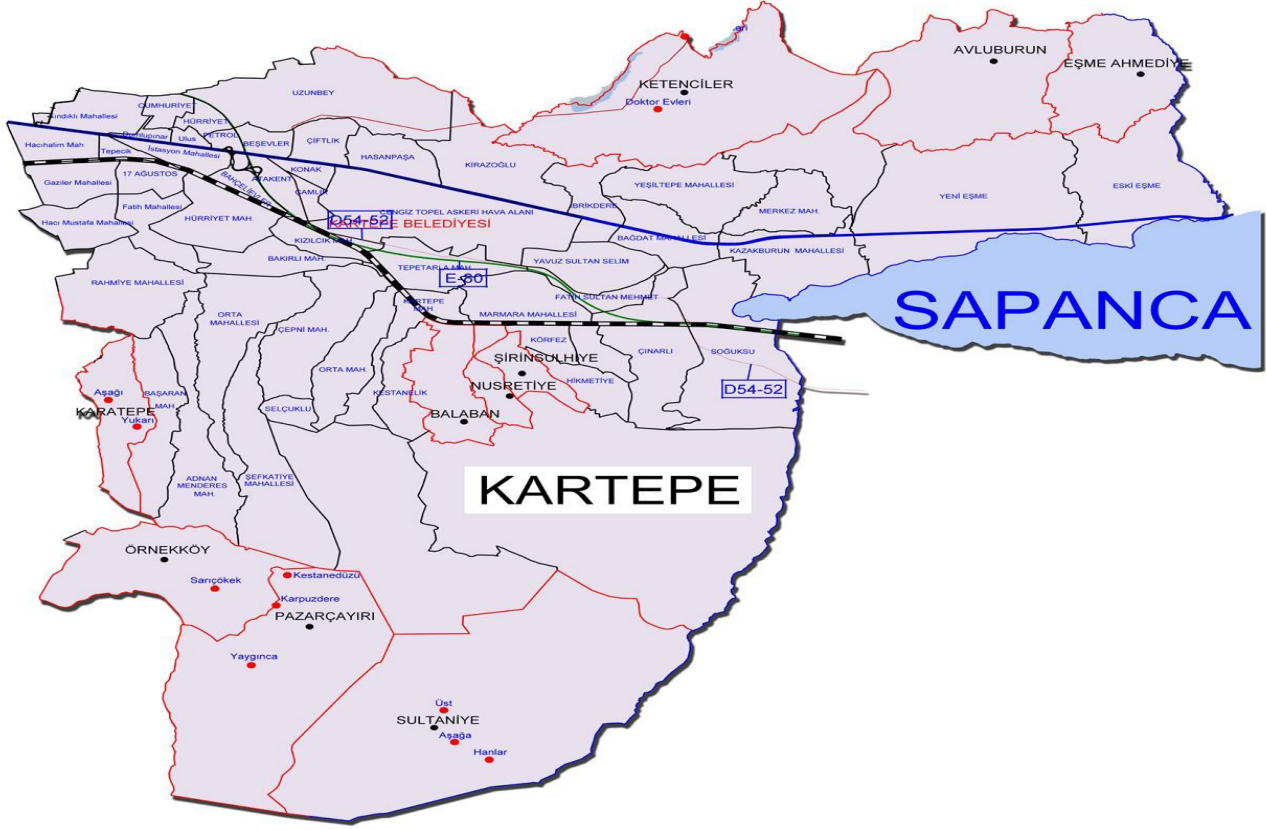 AVLUBURUN
EŞME AHMEDİYE
KETENCİLER
Doktor Evleri
UZUNBEY
CUMHURİYET
Fındıklı Mahallesi
HÜRRİYET
Dumlupınar
Ulus
PETROL
BEŞEVLER
ÇİFTLİK
Hacıhalim Mah
Tepecik
İstasyon Mahallesi
HASANPAŞA
KİRAZOĞLU
Gaziler Mahallesi
17 AĞUSTOS
BAHÇELİEVLER
ATAKENT
KONAK
ÇAMLIK
YEŞİLTEPE MAHALLESİ
ESKİ EŞME
YENİ EŞME
Fatih Mahallesi
Hacı Mustafa Mahallesi
HÜRRİYET MAH.
D54-52
CENGİZ TOPEL ASKERİ HAVA ALANI
KARTEPE BELEDİYESİ
BRİKDERE
MERKEZ MAH.
KIZILCIK MAH.
BAĞDAT MAHALLESİ
KAZAKBURUN MAHALLESİ
BAKIRLI MAH.
TEPETARLA MAH.
YAVUZ SULTAN SELİM
RAHMİYE MAHALLESİ
E-80
KARTEPE
MAH.
FATİH SULTAN MEHMET
SAPANCA
ORTA
MAHALLESİ
ÇEPNİ MAH.
MARMARA MAHALLESİ
KÖRFEZ
ŞİRİNSULHİYE
ÇINARLI
SOĞUKSU
ORTA MAH.
HİKMETİYE
NUSRETİYE
D54-52
Aşağı
BAŞARAN
MAH.
KARATEPE
Yukarı
KESTANELİK
SELÇUKLU
BALABAN
ADNAN
MENDERES
MAH.
ŞEFKATİYE
MAHALLESİ
KARTEPE
ÖRNEKKÖY
Sarıçökek
Kestanedüzü
Karpuzdere
PAZARÇAYIRI
Yaygınca
Üst
SULTANİYE
Aşağa
Hanlar